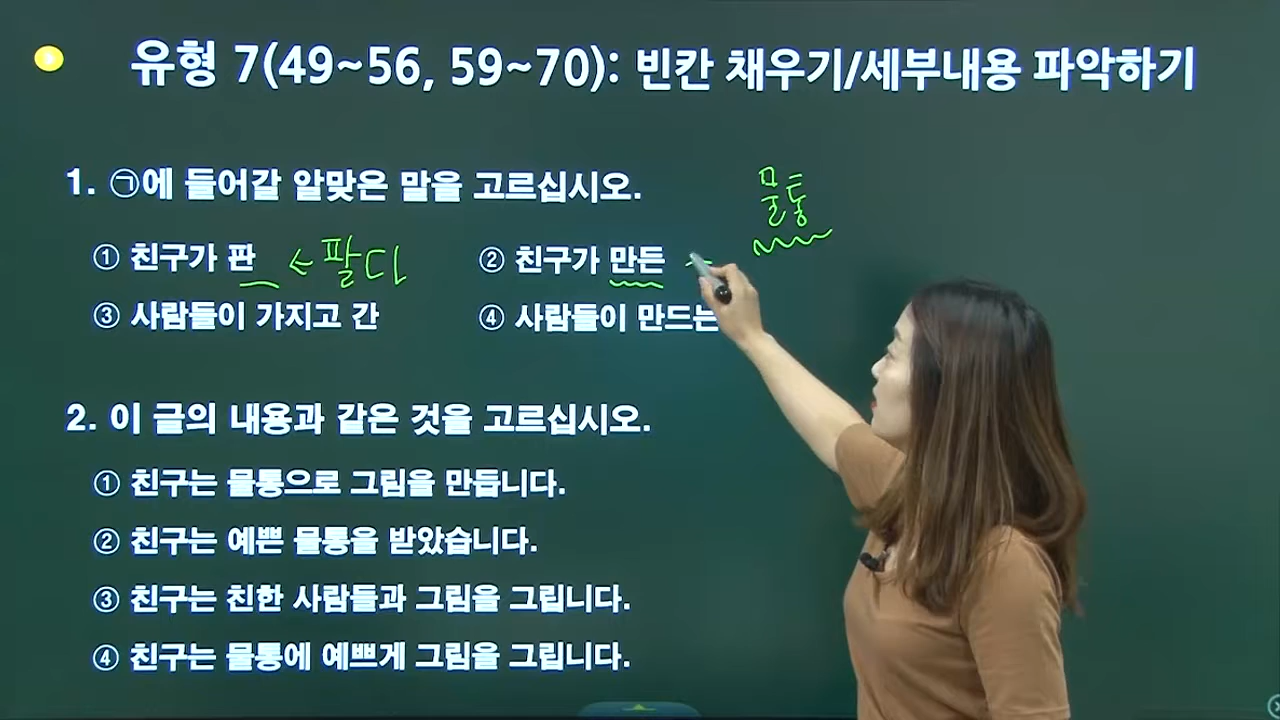 유형 7(49~56, 59~70): 빈칸 채우기/세부내용 파악하기
1. ㉠에 들어갈 알맞은 말을 고르십시오.
물통
① 친구가 판 ← 팔다
② 친구가 만든
③ 사람들이 가지고 간
④ 사람들이 만드는
2. 이 글의 내용과 같은 것을 고르십시오.
① 친구는 물통으로 그림을 만듭니다.
② 친구는 예쁜 물통을 받았습니다.
③ 친구는 친한 사람들과 그림을 그립니다.
④ 친구는 물통에 예쁘게 그림을 그립니다.